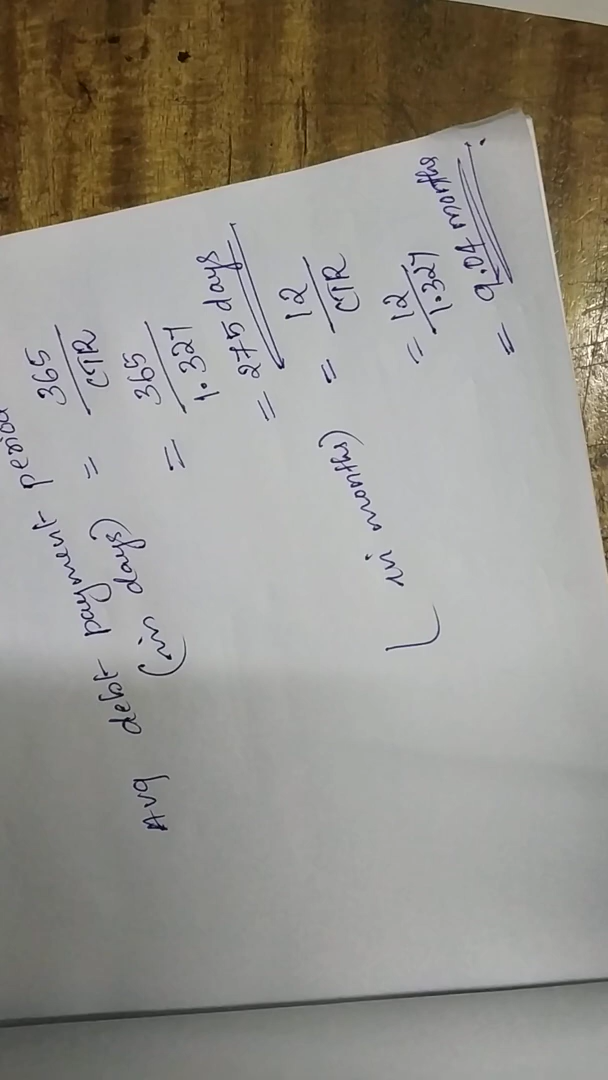 Avg debt payment period
(in days) = 365/CTR
= 365/1.327
= 275 days
(in months) = 12/CTR
= 12/1.327
= 9.04 months